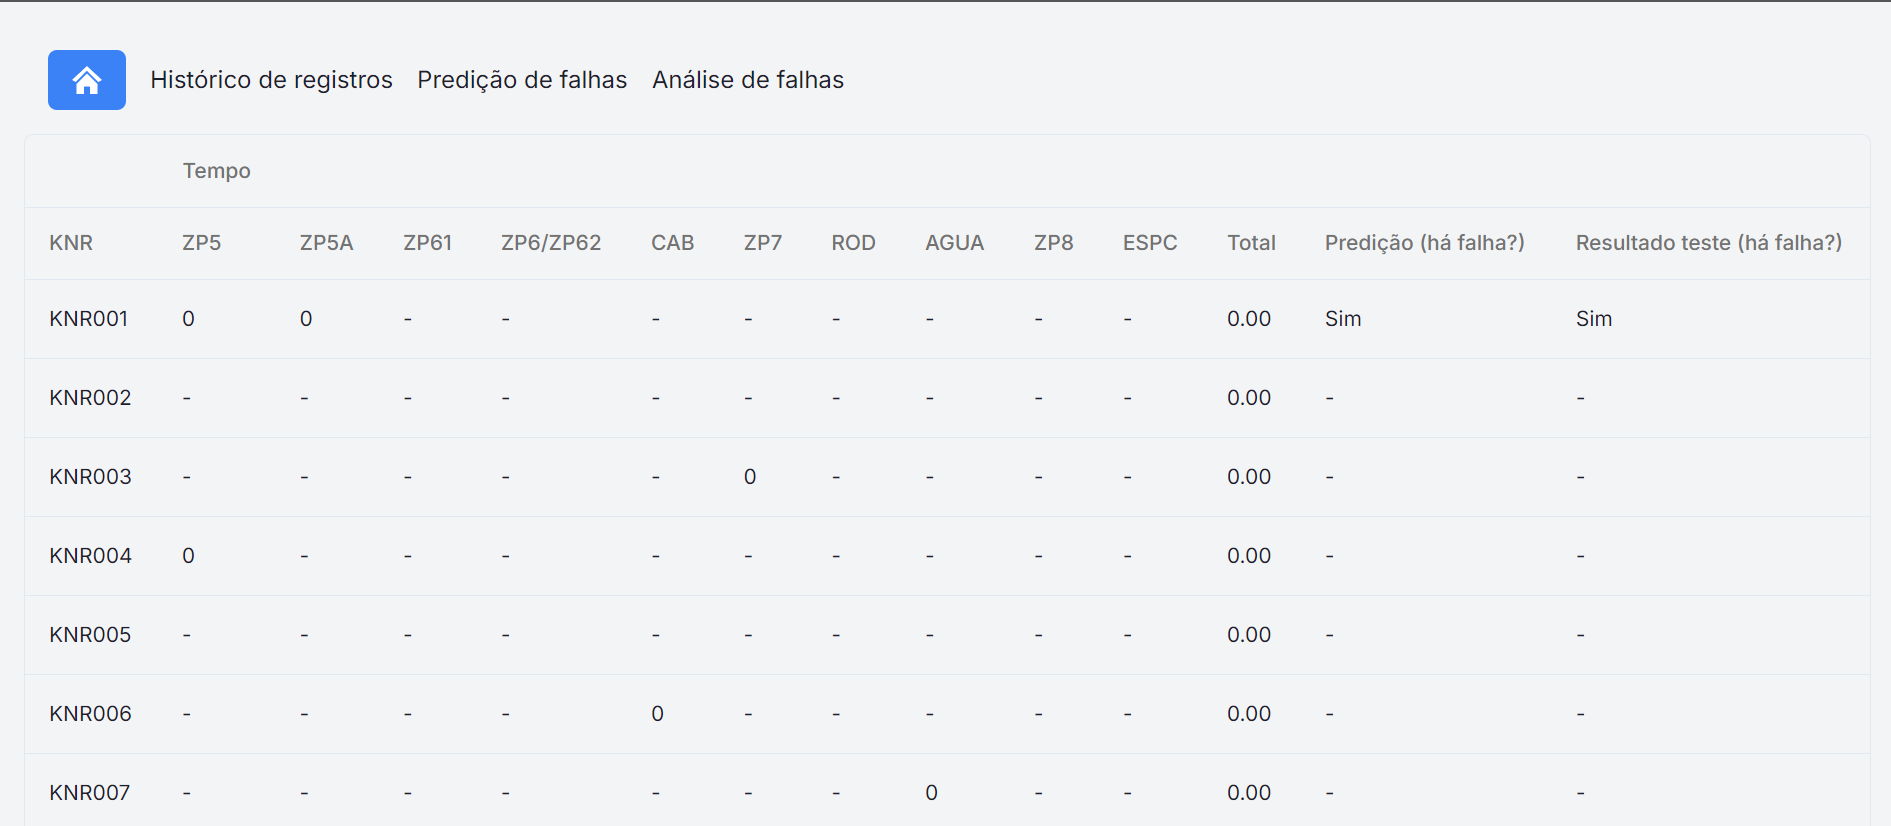 Histórico de registros Predição de falhas Análise de falhas
Tempo
KNR ZP5 ZP5A ZP61 ZP6/ZP62 CAB ZP7 ROD AGUA ZP8 ESPC Total Predição (há falha?) Resultado teste (há falha?)
KNR001 0 0 - - - - - - - - 0.00 Sim Sim
KNR002 - - - - - - - - - - 0.00 - -
KNR003 - - - - - 0 - - - - 0.00 - -
KNR004 0 - - - - - - - - - 0.00 - -
KNR005 - - - - - - - - - - 0.00 - -
KNR006 - - - - 0 - - - - - 0.00 - -
KNR007 - - - - - - - 0 - - 0.00 - -